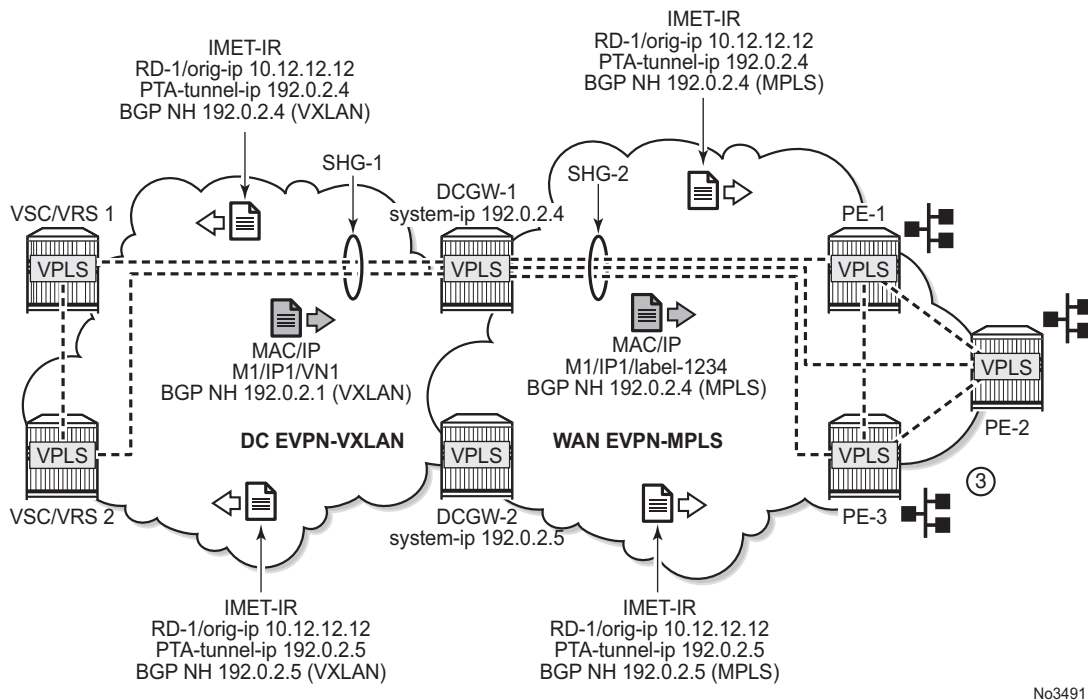 IMET-IR
RD-1/orig-ip 10.12.12.12
PTA-tunnel-ip 192.0.2.4
BGP NH 192.0.2.4 (VXLAN)
IMET-IR
RD-1/orig-ip 10.12.12.12
PTA-tunnel-ip 192.0.2.4
BGP NH 192.0.2.4 (MPLS)
SHG-1
SHG-2
VSC/VRS 1
DCGW-1
system-ip 192.0.2.4
PE-1
VPLS
VPLS
VPLS
MAC/IP
M1/IP1/VN1
BGP NH 192.0.2.1 (VXLAN)
MAC/IP
M1/IP1/label-1234
BGP NH 192.0.2.4 (MPLS)
VPLS
PE-2
DC EVPN-VXLAN
WAN EVPN-MPLS
VPLS
VPLS
VPLS
3
VSC/VRS 2
DCGW-2
system-ip 192.0.2.5
PE-3
IMET-IR
RD-1/orig-ip 10.12.12.12
PTA-tunnel-ip 192.0.2.5
BGP NH 192.0.2.5 (VXLAN)
IMET-IR
RD-1/orig-ip 10.12.12.12
PTA-tunnel-ip 192.0.2.5
BGP NH 192.0.2.5 (MPLS)
No3491